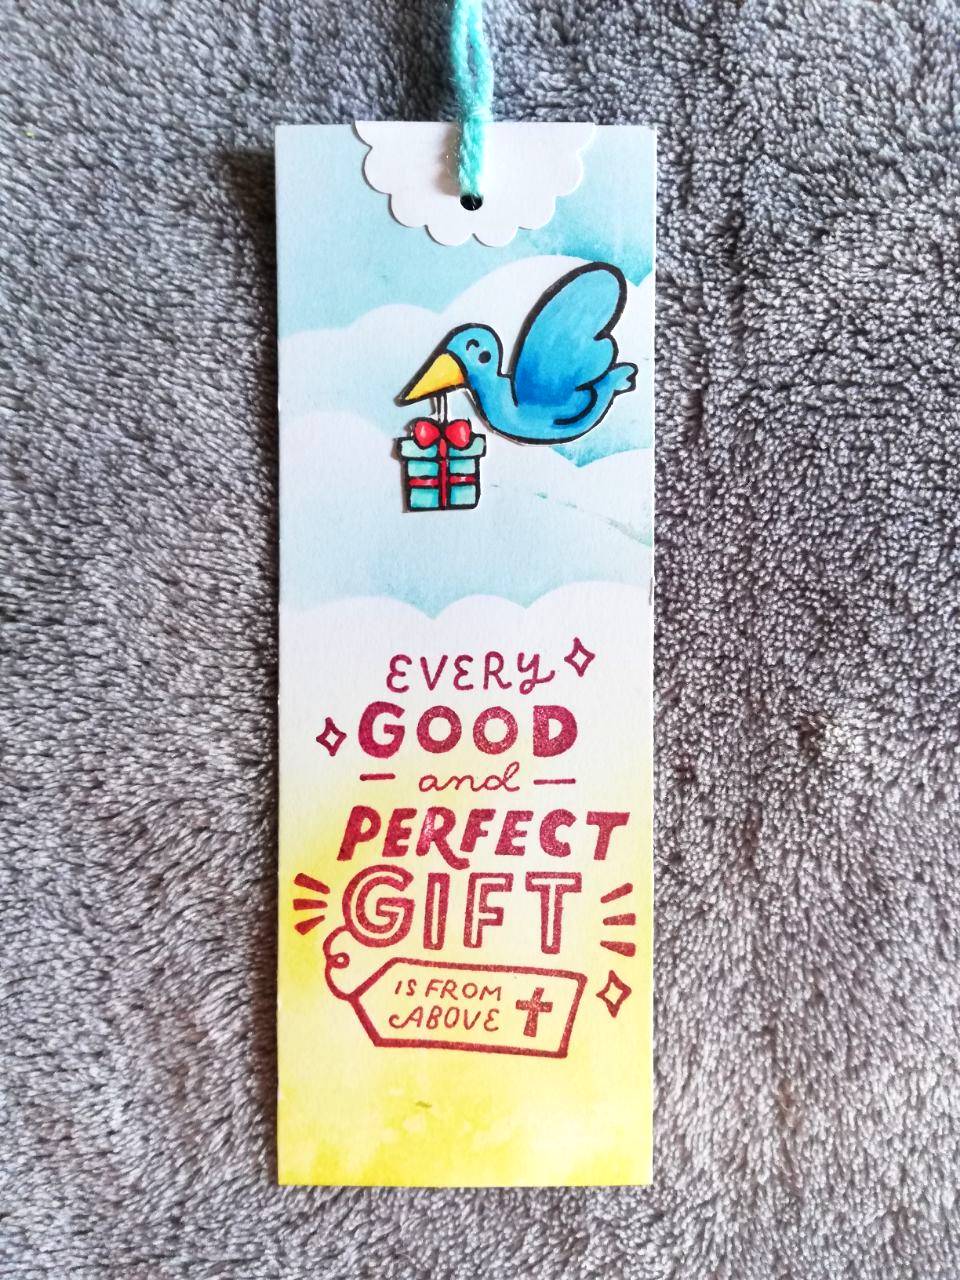 EVERY
GOOD
and
PERFECT
GIFT
IS FROM
ABOVE